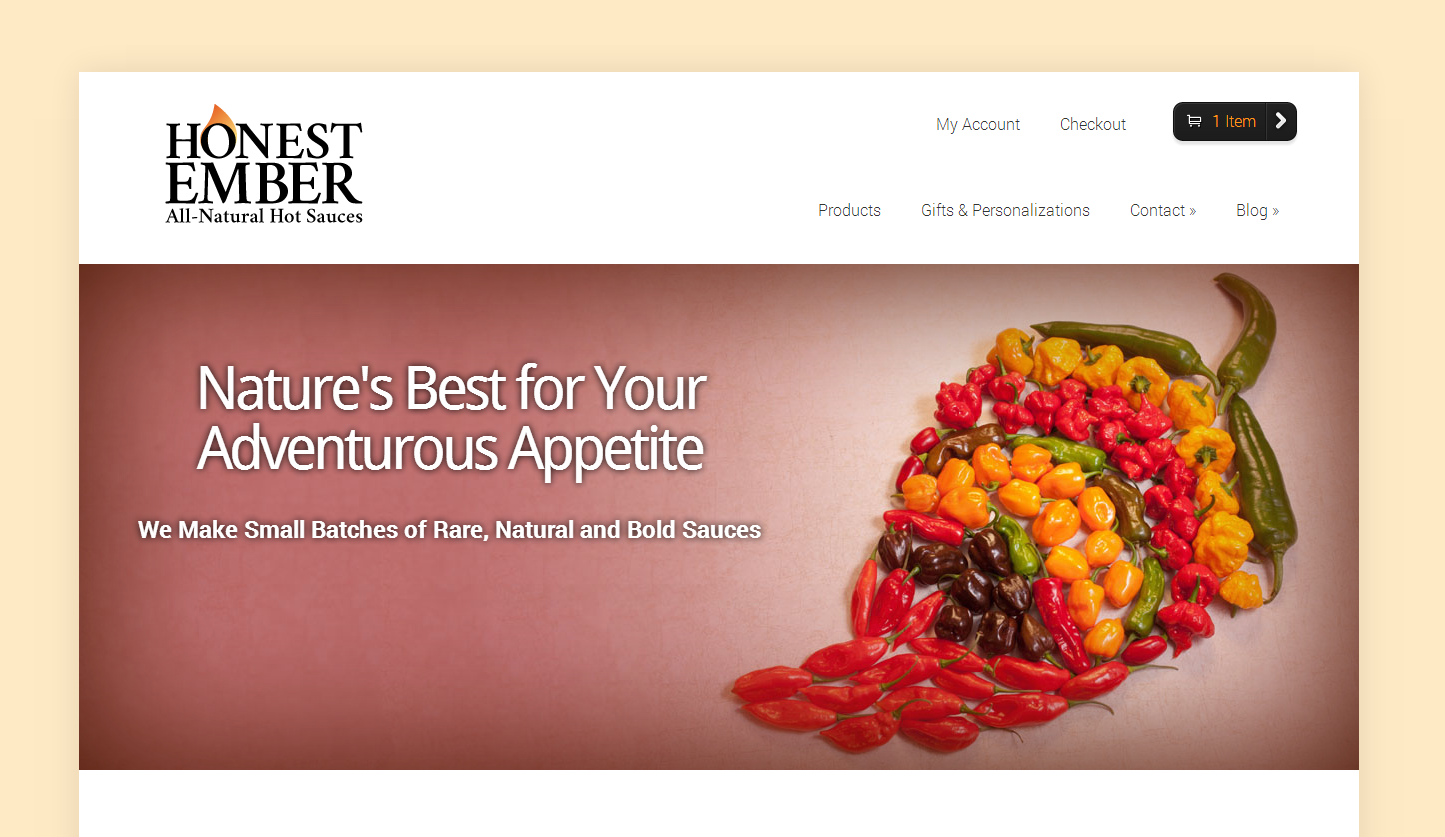 HONEST
EMBER
All-Natural Hot Sauces
My Account
Checkout
1 Item
Products
Gifts & Personalizations
Contact »
Blog »
Nature's Best for Your
Adventurous Appetite
We Make Small Batches of Rare, Natural and Bold Sauces